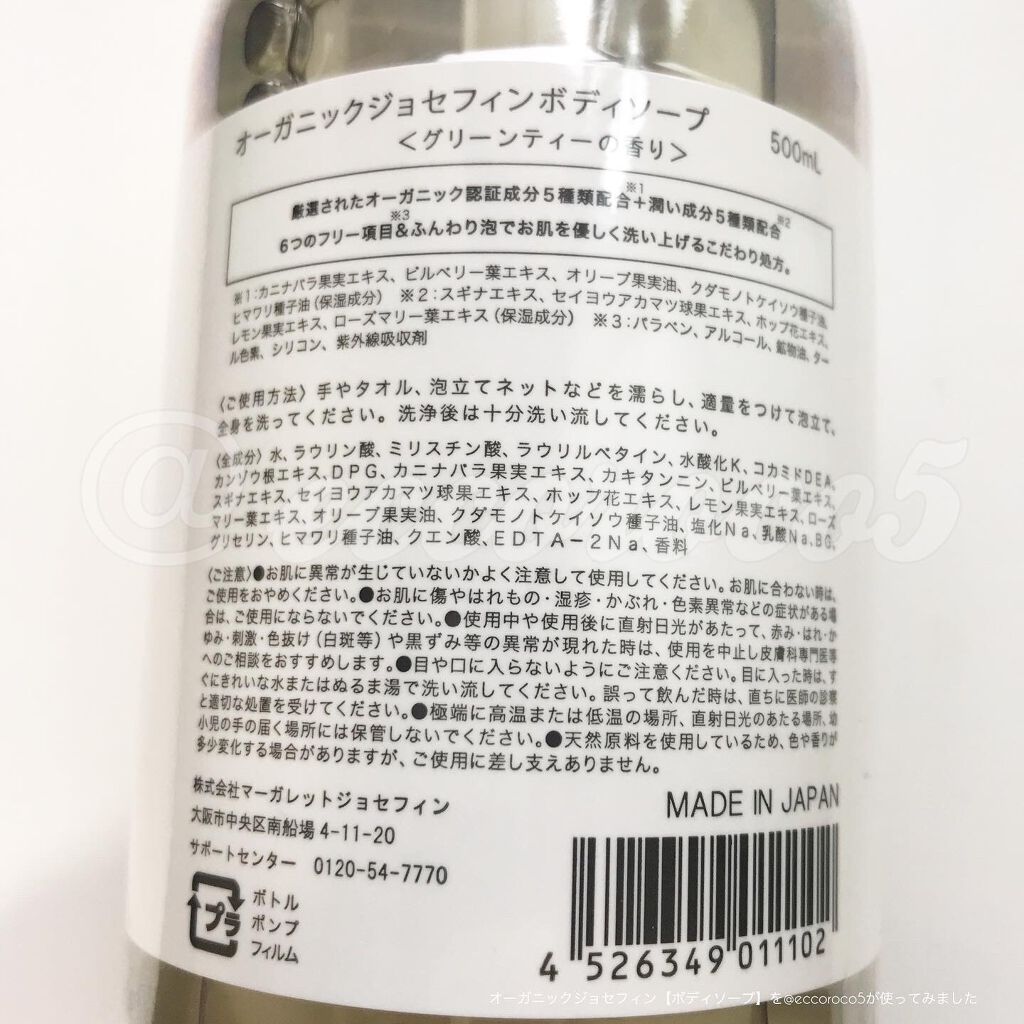 オーガニックジョセフィンボディソープ
＜グリーンティーの香り＞
500mL
厳選されたオーガニック認証成分5種類配合※1＋潤い成分5種類配合※2
6つのフリー項目※3＆ふんわり泡でお肌を優しく洗い上げるこだわり処方。
※1：カニナバラ果実エキス、ビルベリー葉エキス、オリーブ果実油、クダモノトケイソウ種子油、
ヒマワリ種子油（保湿成分） ※2：スギナエキス、セイヨウアカマツ球果エキス、ホップ花エキス、
レモン果実エキス、ローズマリー葉エキス（保湿成分） ※3：パラベン、アルコール、鉱物油、ター
ル色素、シリコン、紫外線吸収剤
〈ご使用方法〉手やタオル、泡立てネットなどを濡らし、適量をつけて泡立て、
全身を洗ってください。洗浄後は十分洗い流してください。
〈全成分〉水、ラウリン酸、ミリスチン酸、ラウリルベタイン、水酸化K、コカミドDEA、
カンゾウ根エキス、DPG、カニナバラ果実エキス、カキタンニン、ビルベリー葉エキス、
スギナエキス、セイヨウアカマツ球果エキス、ホップ花エキス、レモン果実エキス、ローズ
マリー葉エキス、オリーブ果実油、クダモノトケイソウ種子油、塩化Na、乳酸Na、BG、
グリセリン、ヒマワリ種子油、クエン酸、EDTA－2Na、香料
〈ご注意〉●お肌に異常が生じていないかよく注意して使用してください。お肌に合わない時は、
ご使用をおやめください。●お肌に傷やはれもの・湿疹・かぶれ・色素異常などの症状がある場
合は、ご使用にならないでください。●使用中や使用後に直射日光があたって、赤み・はれ・か
ゆみ・刺激・色抜け（白斑等）や黒ずみ等の異常が現れた時は、使用を中止し皮膚科専門医等
へのご相談をおすすめします。●目や口に入らないようにご注意ください。目に入った時は、す
ぐにきれいな水またはぬるま湯で洗い流してください。誤って飲んだ時は、直ちに医師の診察
と適切な処置を受けてください。●極端に高温または低温の場所、直射日光のあたる場所、幼
小児の手の届く場所には保管しないでください。●天然原料を使用しているため、色や香りが
多少変化する場合がありますが、ご使用に差し支えありません。
株式会社マーガレットジョセフィン
大阪市中央区南船場4-11-20
サポートセンター 0120-54-7770
MADE IN JAPAN
プラ
ボトル
ポンプ
フィルム
4 526349 011102
@eccoroco5
オーガニックジョセフィン【ボディソープ】を@eccoroco5が使ってみました